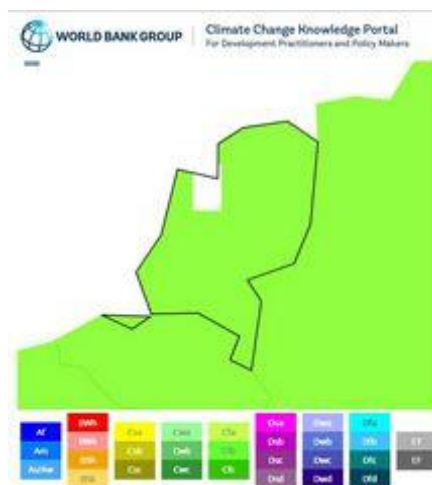 WORLD BANK GROUP
Climate Change Knowledge Portal
For Development Practitioners and Policy Makers
Af
Am
As/Aw
BWh
BWk
BSh
BSk
Csa
Csb
Csc
Cwa
Cwb
Cwc
Cfa
Cfb
Cfc
Dsa
Dsb
Dsc
Dsd
Dwa
Dwb
Dwc
Dwd
Dfa
Dfb
Dfc
Dfd
ET
EF